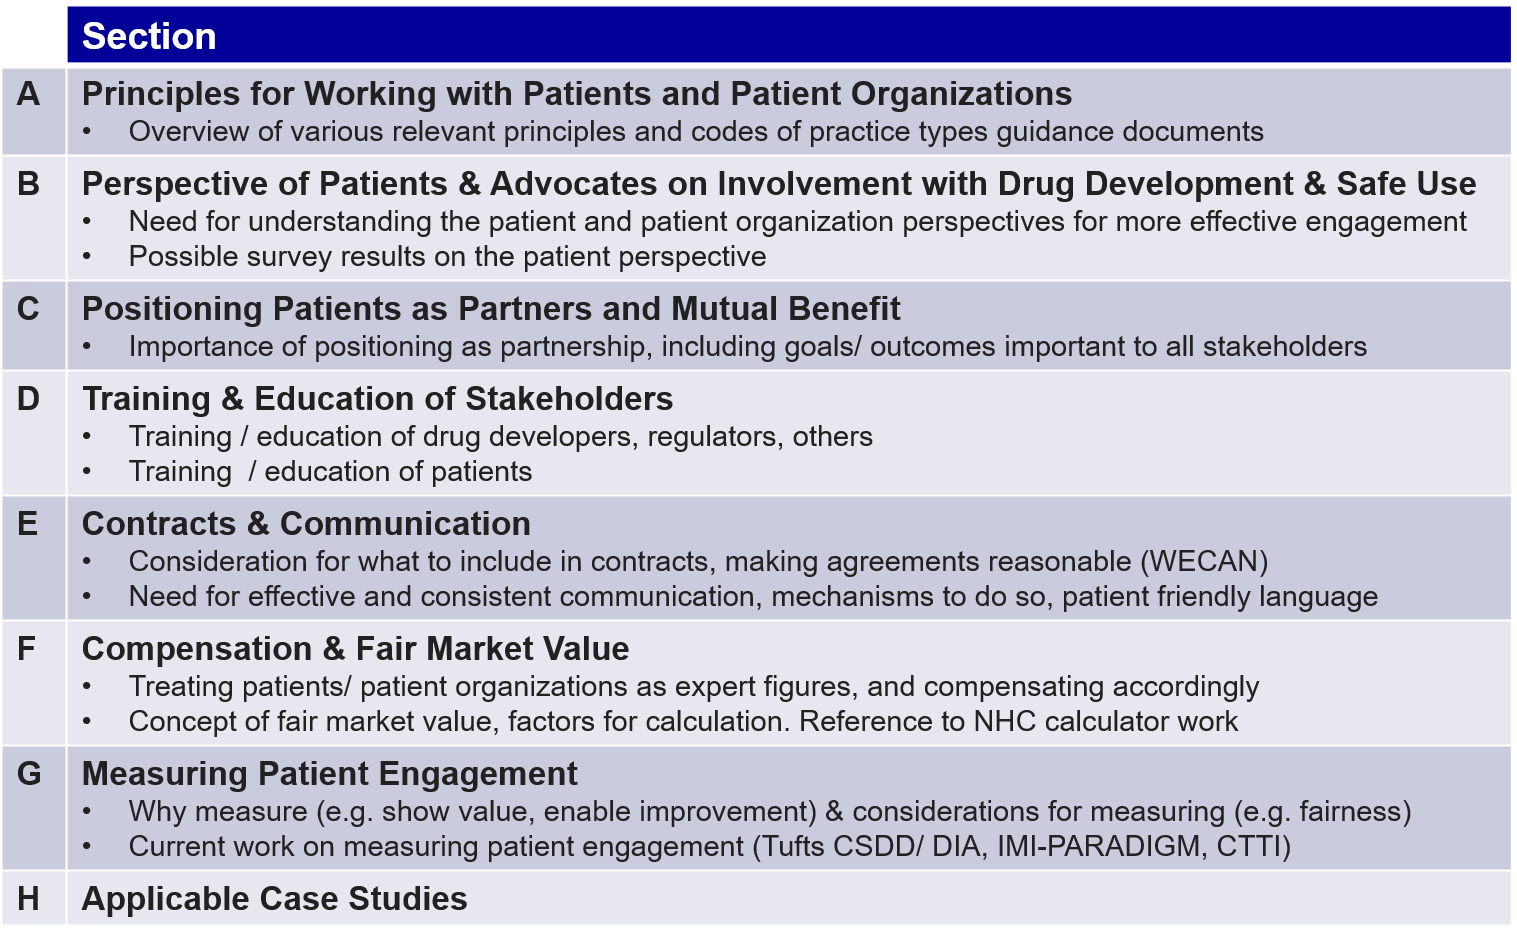 Section
A Principles for Working with Patients and Patient Organizations
• Overview of various relevant principles and codes of practice types guidance documents
B Perspective of Patients & Advocates on Involvement with Drug Development & Safe Use
• Need for understanding the patient and patient organization perspectives for more effective engagement
• Possible survey results on the patient perspective
C Positioning Patients as Partners and Mutual Benefit
• Importance of positioning as partnership, including goals/ outcomes important to all stakeholders
D Training & Education of Stakeholders
• Training / education of drug developers, regulators, others
• Training  / education of patients
E Contracts & Communication
• Consideration for what to include in contracts, making agreements reasonable (WECAN)
• Need for effective and consistent communication, mechanisms to do so, patient friendly language
F Compensation & Fair Market Value
• Treating patients/ patient organizations as expert figures, and compensating accordingly
• Concept of fair market value, factors for calculation. Reference to NHC calculator work
G Measuring Patient Engagement
• Why measure (e.g. show value, enable improvement) & considerations for measuring (e.g. fairness)
• Current work on measuring patient engagement (Tufts CSDD/ DIA, IMI-PARADIGM, CTTI)
H Applicable Case Studies